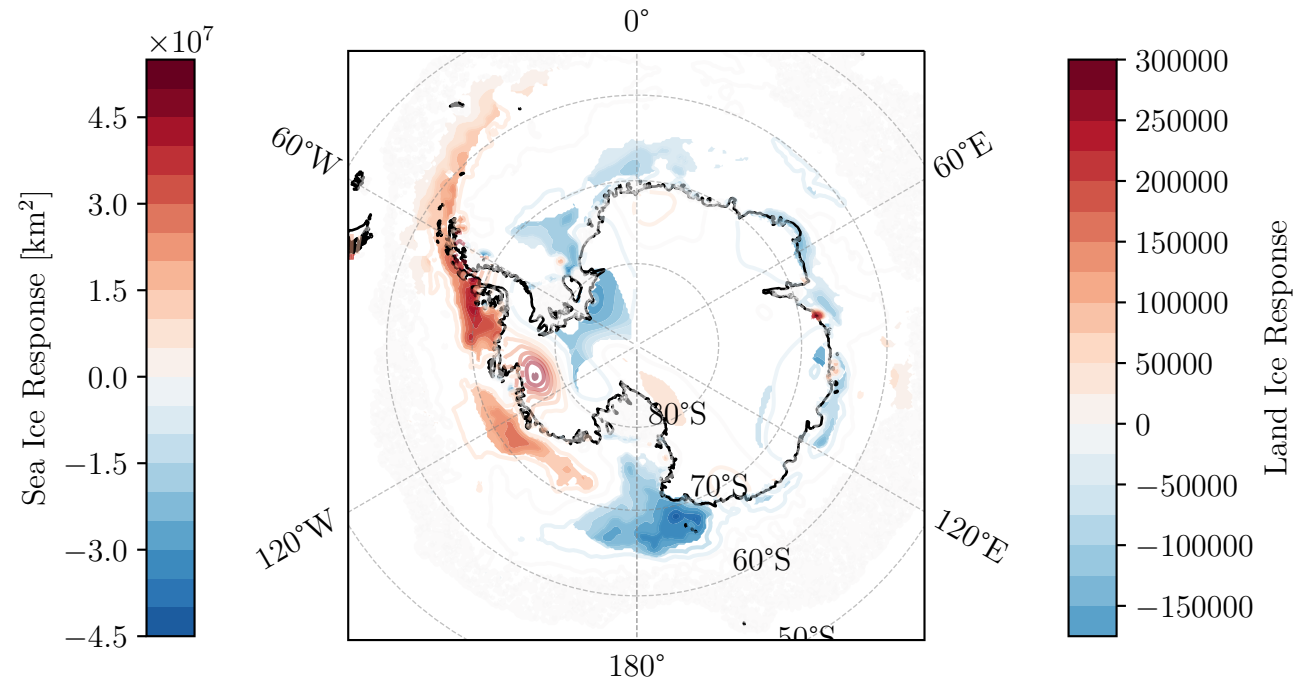 ×10⁷
4.5
3.0
1.5
0.0
−1.5
−3.0
−4.5
Sea Ice Response [km²]
0°
60°W
60°E
120°W
120°E
180°
80°S
70°S
60°S
50°S
300000
250000
200000
150000
100000
50000
0
−50000
−100000
−150000
Land Ice Response